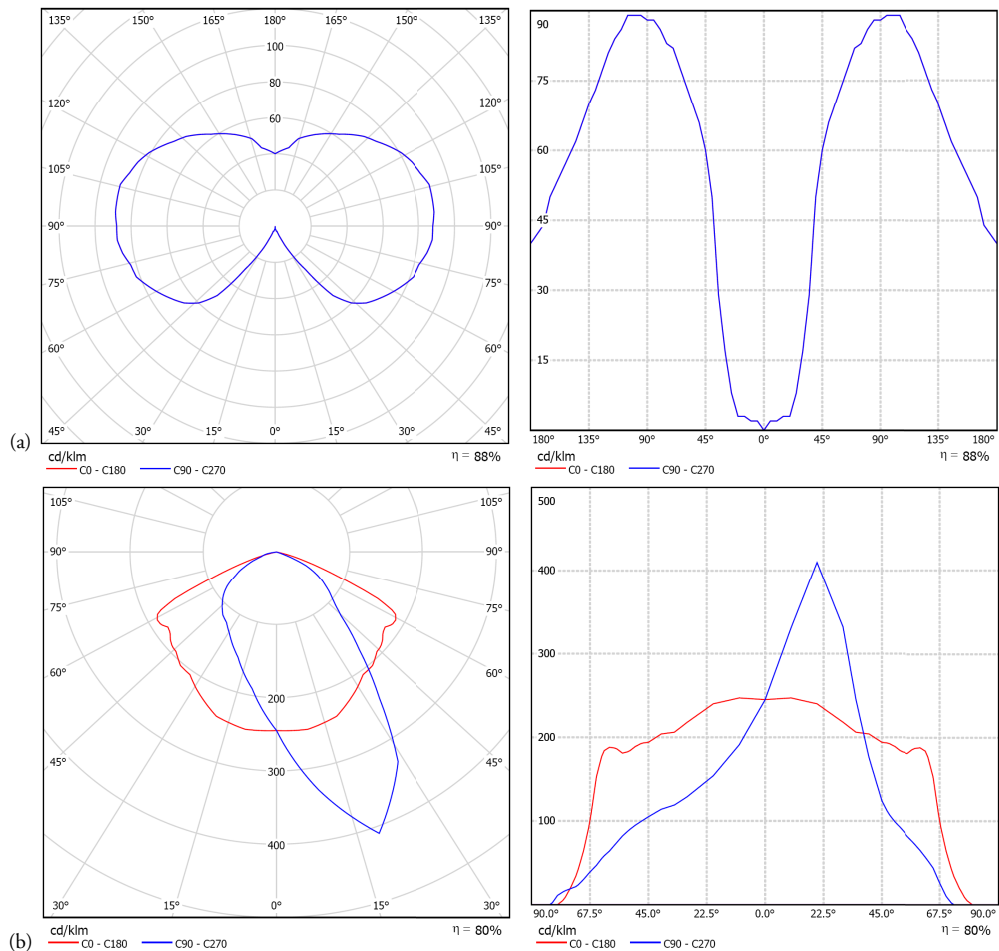 135° 150° 165° 180° 165° 150° 135°
100
80
60
120° 120°
105° 105°
90° 90°
75° 75°
60° 60°
45° 30° 15° 0° 15° 30° 45°
(a)
cd/klm η = 88%
C0 - C180 C90 - C270
90
75
60
45
30
15
180° 135° 90° 45° 0° 45° 90° 135° 180°
cd/klm η = 88%
C0 - C180 C90 - C270
105° 105°
90° 90°
75° 75°
60° 60°
200
45° 300 45°
400
30° 15° 0° 15° 30°
(b)
cd/klm η = 80%
C0 - C180 C90 - C270
500
400
300
200
100
90.0° 67.5° 45.0° 22.5° 0.0° 22.5° 45.0° 67.5° 90.0°
cd/klm η = 80%
C0 - C180 C90 - C270